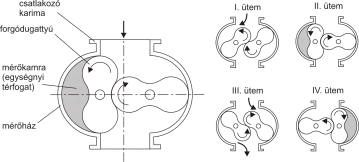 csatlakozó
karima
forgódugattyú
mérőkamra
(egységnyi
térfogat)
mérőház
I. ütem
II. ütem
III. ütem
IV. ütem